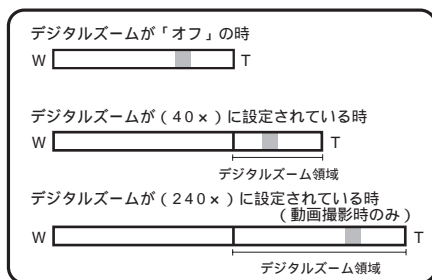 デジタルズームが「オフ」の時
W T
デジタルズームが(40×)に設定されている時
W T
デジタルズーム領域
デジタルズームが(240×)に設定されている時
(動画撮影時のみ)
W T
デジタルズーム領域